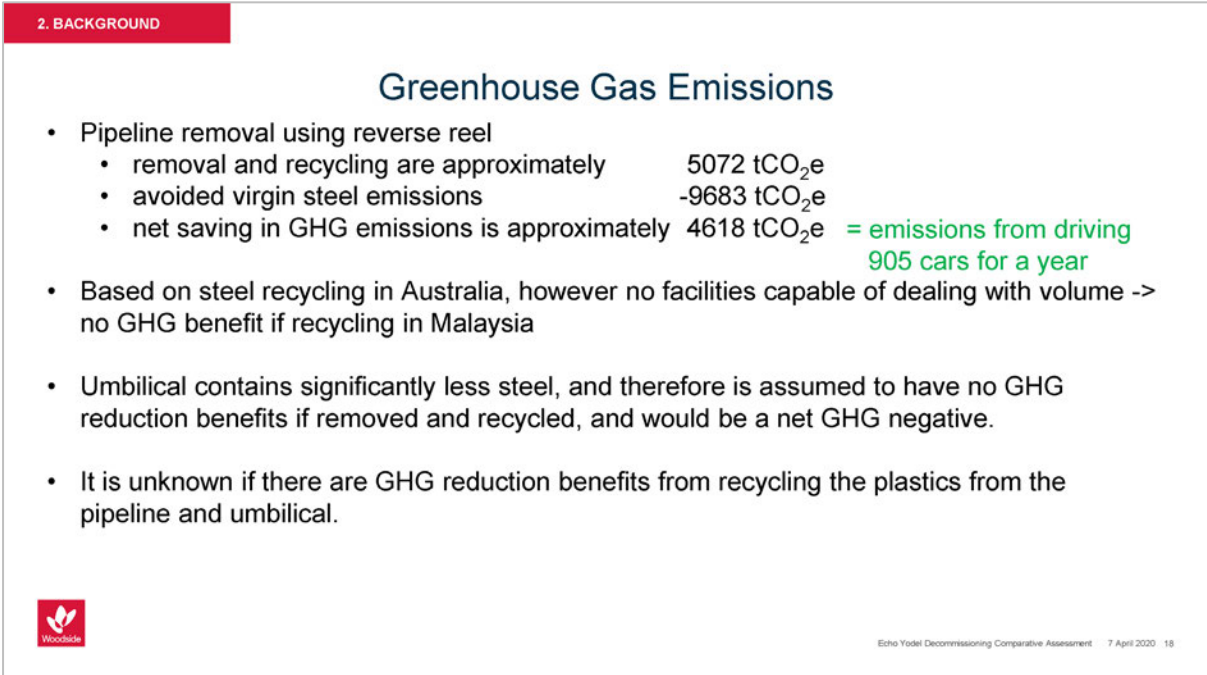 2. BACKGROUND
Greenhouse Gas Emissions
• Pipeline removal using reverse reel
• removal and recycling are approximately 5072 tCO₂e
• avoided virgin steel emissions -9683 tCO₂e
• net saving in GHG emissions is approximately 4618 tCO₂e = emissions from driving
905 cars for a year
• Based on steel recycling in Australia, however no facilities capable of dealing with volume ->
no GHG benefit if recycling in Malaysia
• Umbilical contains significantly less steel, and therefore is assumed to have no GHG
reduction benefits if removed and recycled, and would be a net GHG negative.
• It is unknown if there are GHG reduction benefits from recycling the plastics from the
pipeline and umbilical.
Woodside
Echo Yodel Decommissioning Comparative Assessment 7 April 2020 18